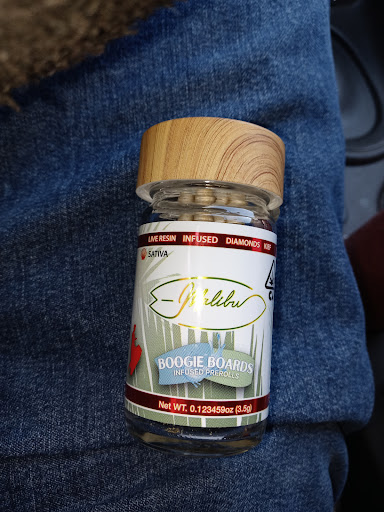 LIVE RESIN INFUSED DIAMONDS KIEF
SATIVA
Malibu
BOOGIE BOARDS
INFUSED PREROLLS
Net WT. 0.123459oz (3.5g)